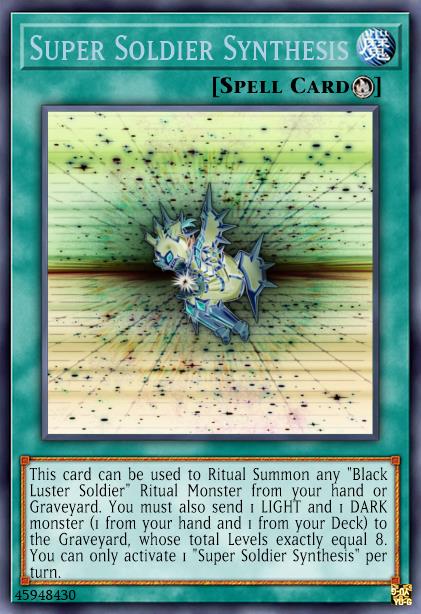 Super Soldier Synthesis 魔
[Spell Card]
This card can be used to Ritual Summon any "Black
Luster Soldier" Ritual Monster from your hand or
Graveyard. You must also send 1 LIGHT and 1 DARK
monster (1 from your hand and 1 from your Deck) to
the Graveyard, whose total Levels exactly equal 8.
You can only activate 1 "Super Soldier Synthesis" per
turn.
45948430